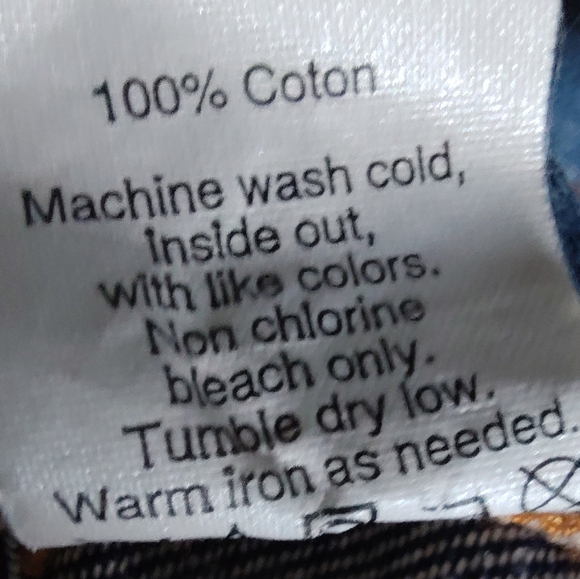 100% Coton
Machine wash cold,
inside out,
with like colors.
Non chlorine
bleach only.
Tumble dry low.
Warm iron as needed.